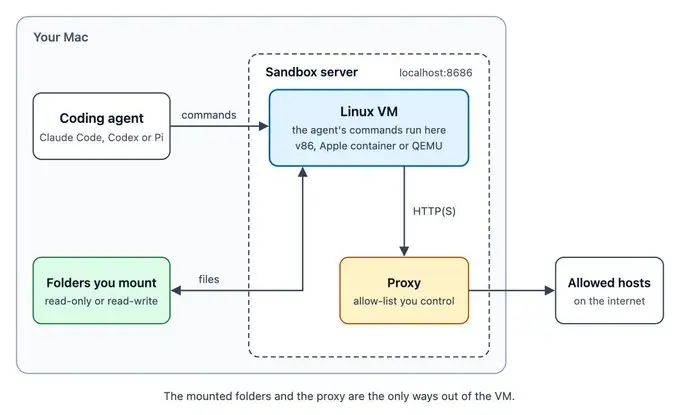 Your Mac
Sandbox server
localhost:8686
Coding agent
Claude Code, Codex or Pi
commands
Linux VM
the agent's commands run here
v86, Apple container or QEMU
HTTP(S)
Folders you mount
read-only or read-write
files
Proxy
allow-list you control
Allowed hosts
on the internet
The mounted folders and the proxy are the only ways out of the VM.